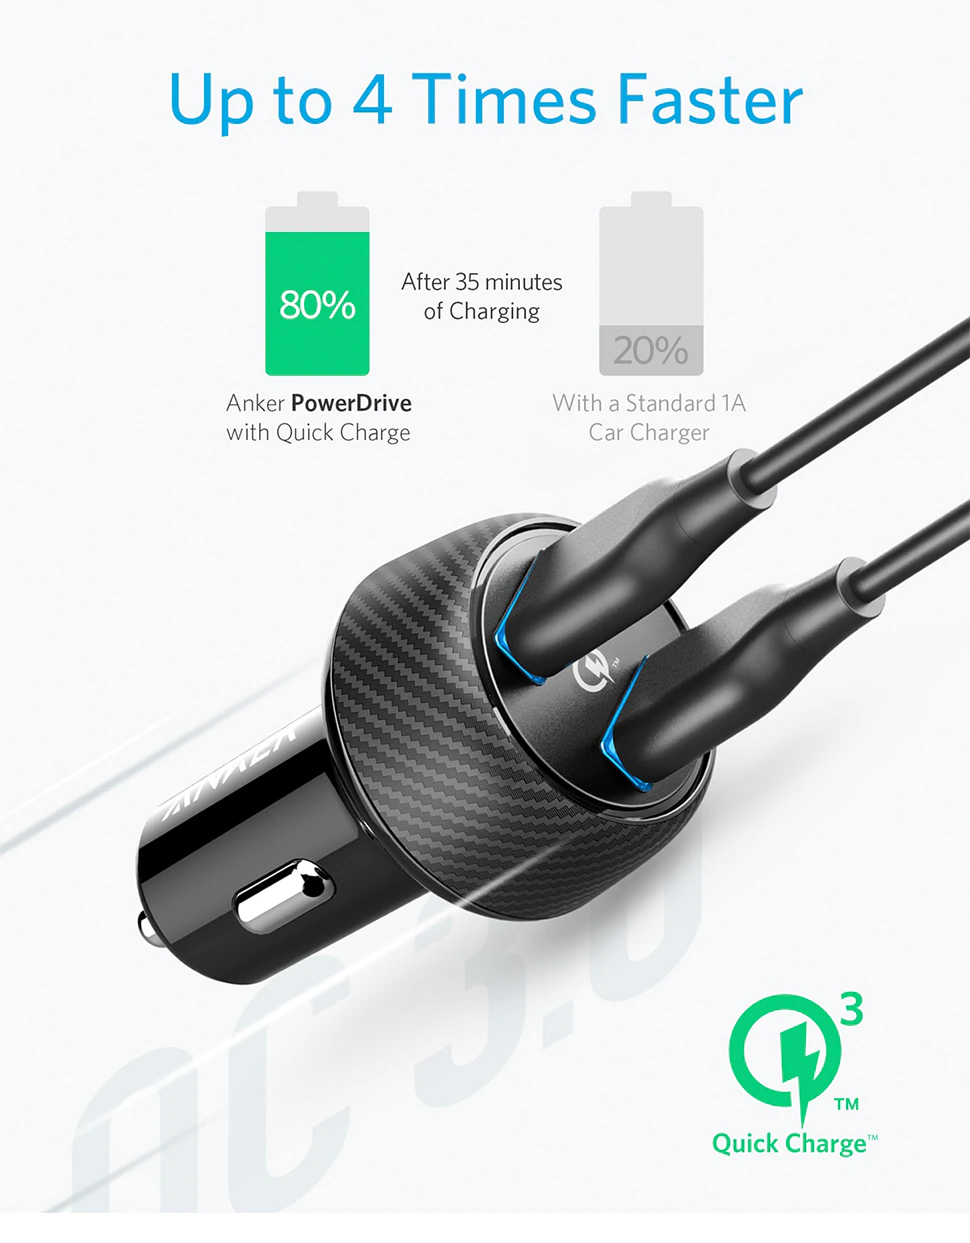 Up to 4 Times Faster
80%
After 35 minutes
of Charging
20%
Anker PowerDrive
with Quick Charge
With a Standard 1A
Car Charger
TM
ANKER
QC 3.0
3
TM
Quick Charge™